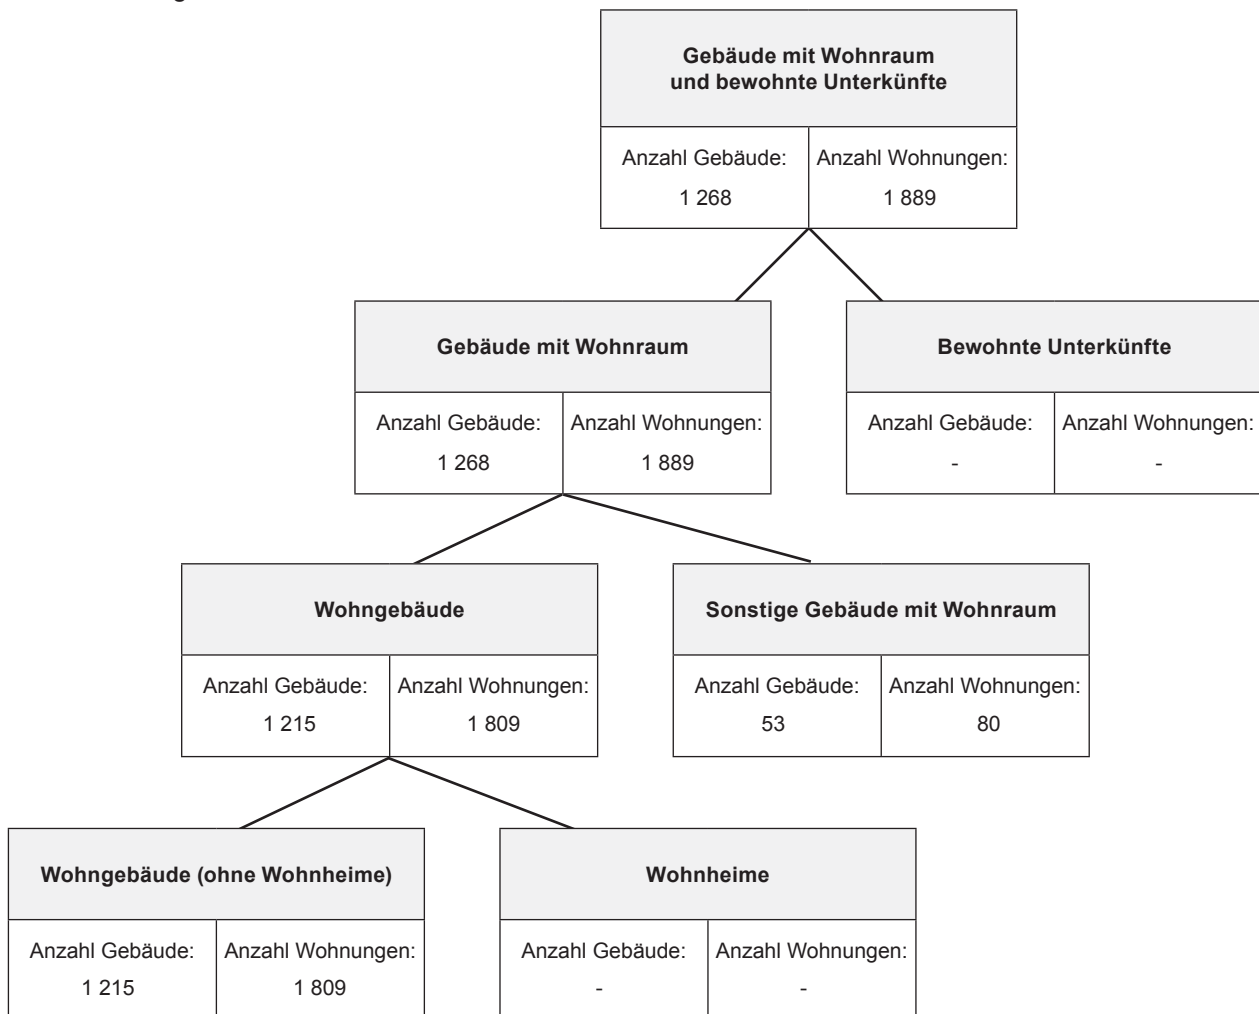 Gebäude mit Wohnraum
und bewohnte Unterkünfte
Anzahl Gebäude: Anzahl Wohnungen:
1 268 1 889
Gebäude mit Wohnraum Bewohnte Unterkünfte
Anzahl Gebäude: Anzahl Wohnungen: Anzahl Gebäude: Anzahl Wohnungen:
1 268 1 889 - -
Wohngebäude Sonstige Gebäude mit Wohnraum
Anzahl Gebäude: Anzahl Wohnungen: Anzahl Gebäude: Anzahl Wohnungen:
1 215 1 809 53 80
Wohngebäude (ohne Wohnheime) Wohnheime
Anzahl Gebäude: Anzahl Wohnungen: Anzahl Gebäude: Anzahl Wohnungen:
1 215 1 809 - -